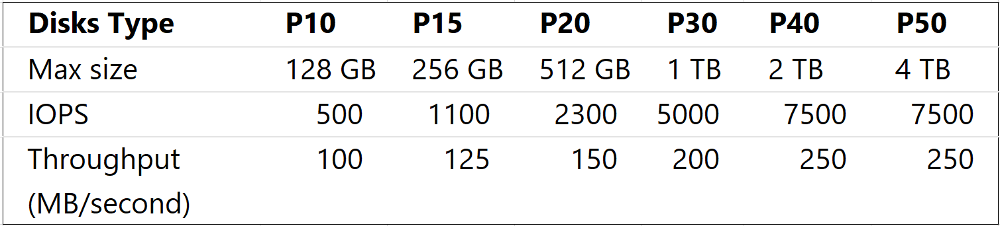 Disks Type P10 P15 P20 P30 P40 P50
Max size 128 GB 256 GB 512 GB 1 TB 2 TB 4 TB
IOPS 500 1100 2300 5000 7500 7500
Throughput 100 125 150 200 250 250
(MB/second)